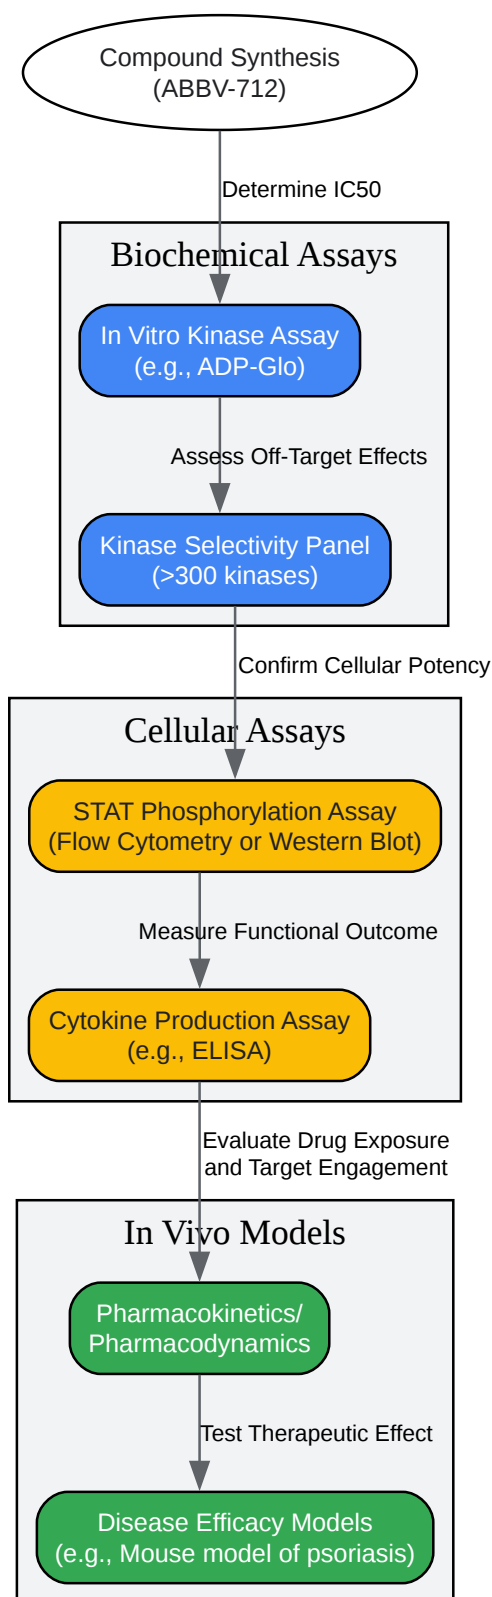 Compound Synthesis
(ABBV-712)
Determine IC50
Biochemical Assays
In Vitro Kinase Assay
(e.g., ADP-Glo)
Assess Off-Target Effects
Kinase Selectivity Panel
(>300 kinases)
Confirm Cellular Potency
Cellular Assays
STAT Phosphorylation Assay
(Flow Cytometry or Western Blot)
Measure Functional Outcome
Cytokine Production Assay
(e.g., ELISA)
Evaluate Drug Exposure
and Target Engagement
In Vivo Models
Pharmacokinetics/
Pharmacodynamics
Test Therapeutic Effect
Disease Efficacy Models
(e.g., Mouse model of psoriasis)